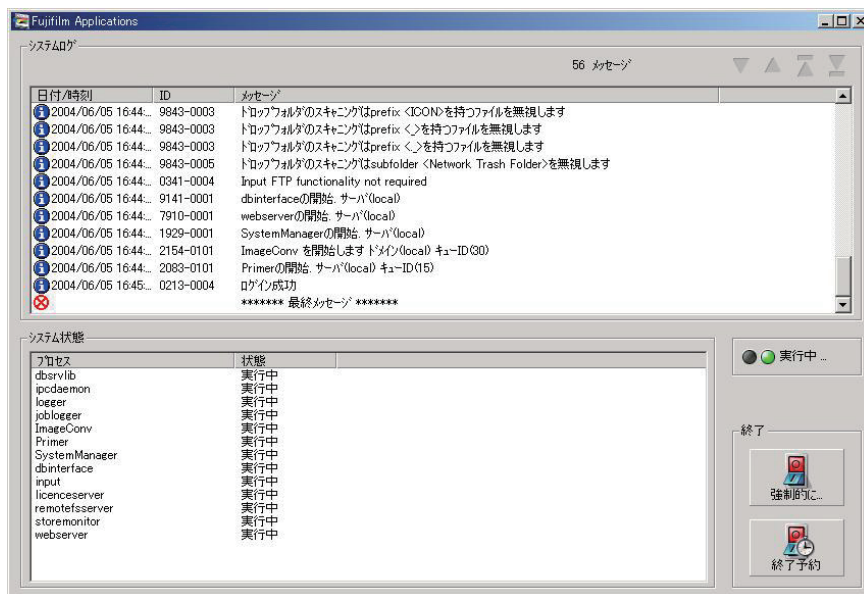 Fujifilm Applications
システムログ
56 メッセージ
日付/時刻 ID メッセージ
2004/06/05 16:44:... 9843-0003 ドロップフォルダのスキャニングはprefix <ICON>を持つファイルを無視します
2004/06/05 16:44:... 9843-0003 ドロップフォルダのスキャニングはprefix <_>を持つファイルを無視します
2004/06/05 16:44:... 9843-0003 ドロップフォルダのスキャニングはprefix <._>を持つファイルを無視します
2004/06/05 16:44:... 9843-0005 ドロップフォルダのスキャニングはsubfolder <Network Trash Folder>を無視します
2004/06/05 16:44:... 0341-0004 Input FTP functionality not required
2004/06/05 16:44:... 9141-0001 dbinterfaceの開始. サーバ(local)
2004/06/05 16:44:... 7910-0001 webserverの開始. サーバ(local)
2004/06/05 16:44:... 1929-0001 SystemManagerの開始. サーバ(local)
2004/06/05 16:44:... 2154-0101 ImageConv を開始します ドメイン(local) キューID(30)
2004/06/05 16:44:... 2083-0101 Primerの開始. サーバ(local) キューID(15)
2004/06/05 16:45:... 0213-0004 ログイン成功
******* 最終メッセージ *******
システム状態
プロセス 状態
dbsrvlib 実行中
ipcdaemon 実行中
logger 実行中
joblogger 実行中
ImageConv 実行中
Primer 実行中
SystemManager 実行中
dbinterface 実行中
input 実行中
licenceserver 実行中
remotefsserver 実行中
storemonitor 実行中
webserver 実行中
実行中 ...
終了
強制的に...
終了予約